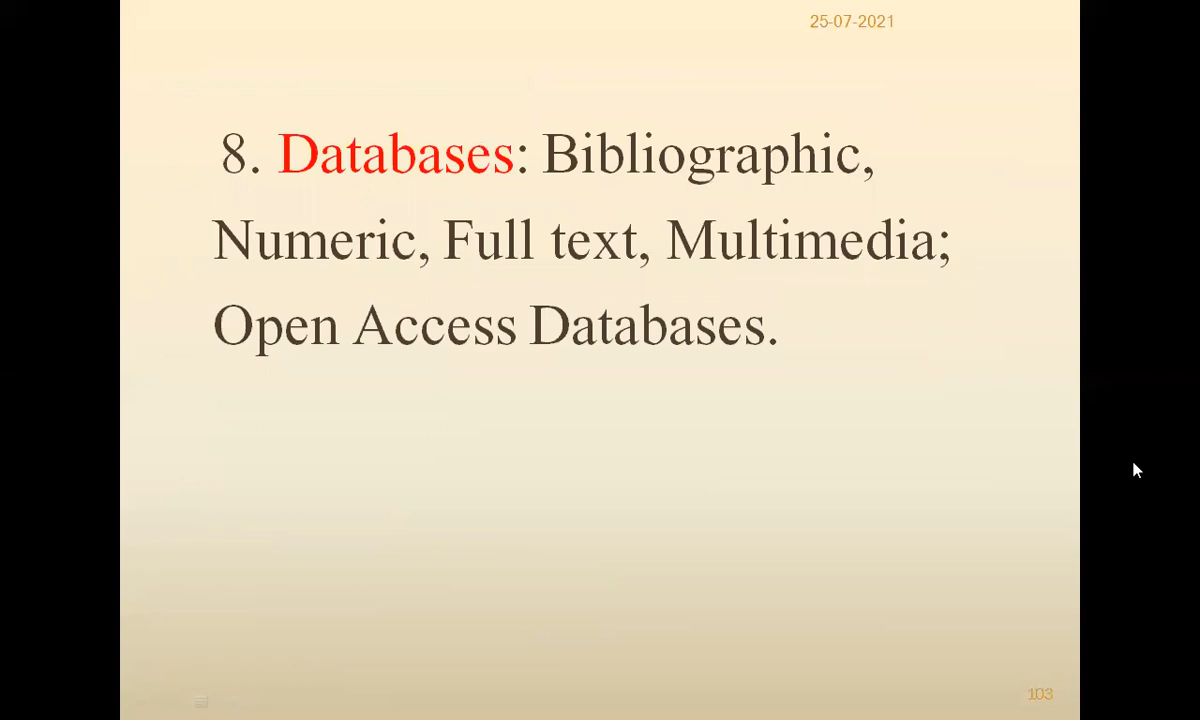 25-07-2021
8. Databases: Bibliographic,
Numeric, Full text, Multimedia;
Open Access Databases.
103